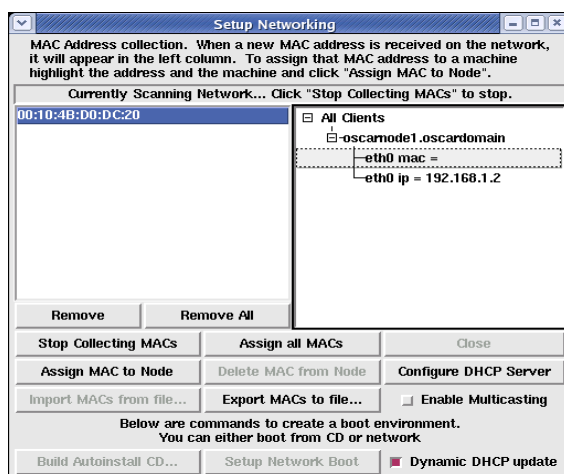 Setup Networking
MAC Address collection. When a new MAC address is received on the network,
it will appear in the left column. To assign that MAC address to a machine
highlight the address and the machine and click "Assign MAC to Node".
Currently Scanning Network... Click "Stop Collecting MACs" to stop.
00:10:4B:D0:DC:20
All Clients
oscarnode1.oscardomain
eth0 mac =
eth0 ip = 192.168.1.2
Remove
Remove All
Stop Collecting MACs
Assign all MACs
Close
Assign MAC to Node
Delete MAC from Node
Configure DHCP Server
Import MACs from file...
Export MACs to file...
Enable Multicasting
Below are commands to create a boot environment.
You can either boot from CD or network
Build Autoinstall CD...
Setup Network Boot
Dynamic DHCP update